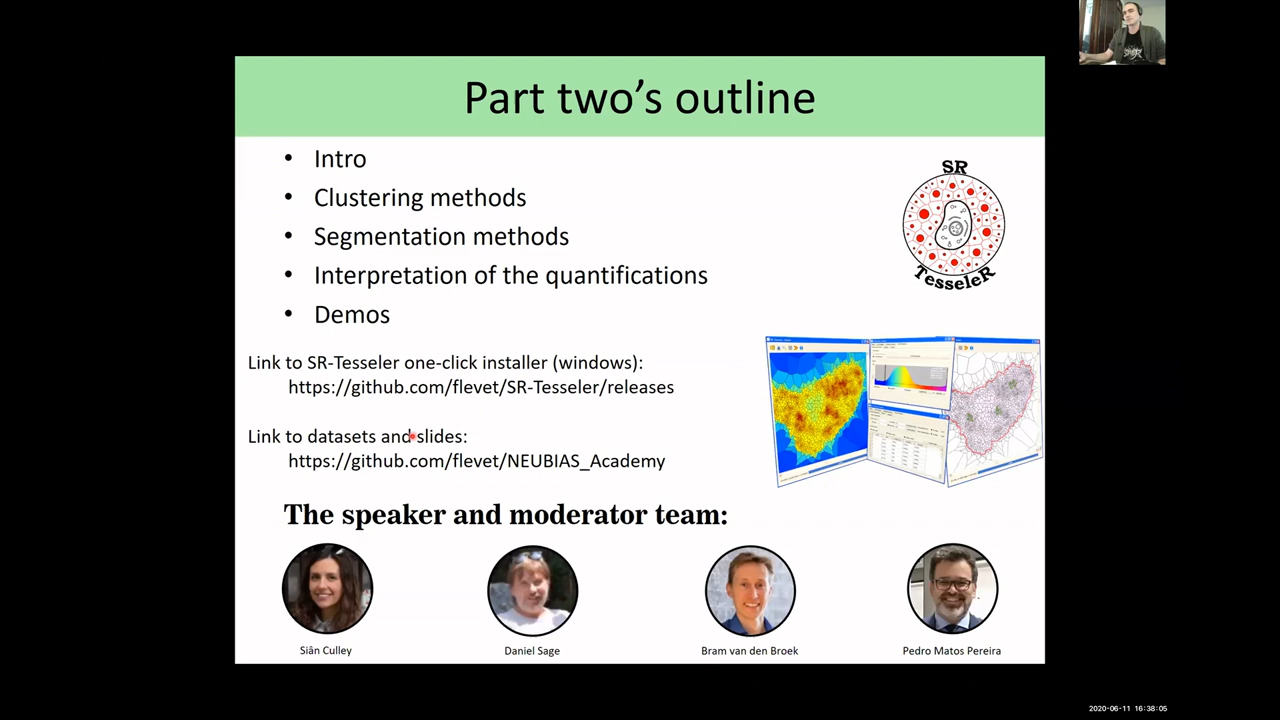 Part two's outline
• Intro
• Clustering methods
• Segmentation methods
• Interpretation of the quantifications
• Demos
SR
TesseleR
Link to SR-Tesseler one-click installer (windows):
https://github.com/flevet/SR-Tesseler/releases
Link to datasets and slides:
https://github.com/flevet/NEUBIAS_Academy
The speaker and moderator team:
Siân Culley
Daniel Sage
Bram van den Broek
Pedro Matos Pereira
2020-06-11 16:38:05